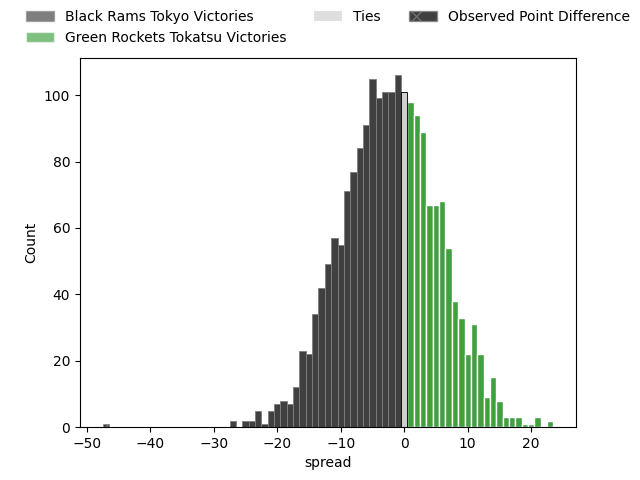 Black Rams Tokyo Victories
Ties
Observed Point Difference
Green Rockets Tokatsu Victories
100
80
60
40
20
0
Count
−50 −40 −30 −20 −10 0 10 20
spread